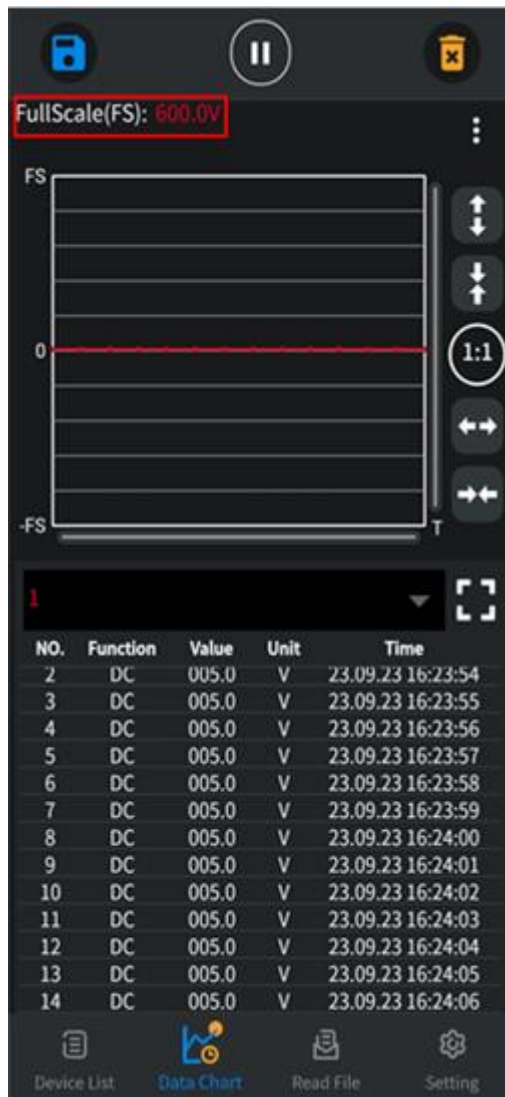 FullScale(FS): 600.0V
FS
1:1
0
-FS
T
1
NO. Function Value Unit Time
2 DC 005.0 V 23.09.23 16:23:54
3 DC 005.0 V 23.09.23 16:23:55
4 DC 005.0 V 23.09.23 16:23:56
5 DC 005.0 V 23.09.23 16:23:57
6 DC 005.0 V 23.09.23 16:23:58
7 DC 005.0 V 23.09.23 16:23:59
8 DC 005.0 V 23.09.23 16:24:00
9 DC 005.0 V 23.09.23 16:24:01
10 DC 005.0 V 23.09.23 16:24:02
11 DC 005.0 V 23.09.23 16:24:03
12 DC 005.0 V 23.09.23 16:24:04
13 DC 005.0 V 23.09.23 16:24:05
14 DC 005.0 V 23.09.23 16:24:06
Device List Data Chart Read File Setting